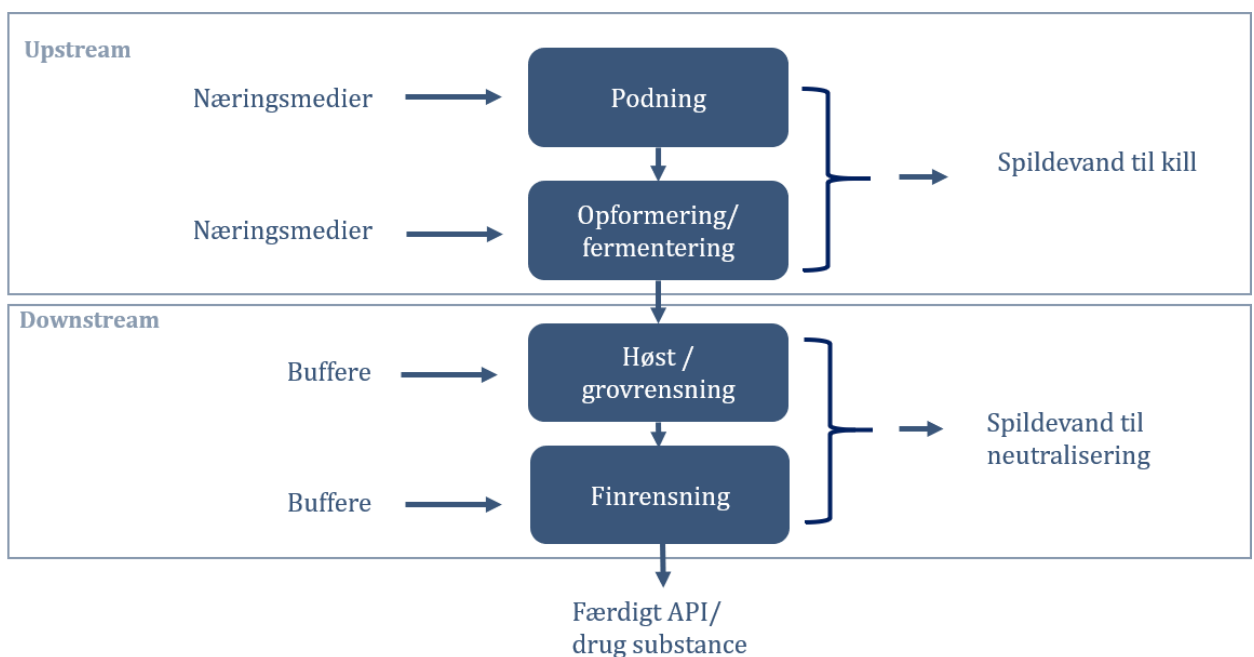 Upstream
Næringsmedier
Podning
Spildevand til kill
Næringsmedier
Opformering/
fermentering
Downstream
Buffere
Høst /
grovrensning
Spildevand til
neutralisering
Buffere
Finrensning
Færdigt API/
drug substance